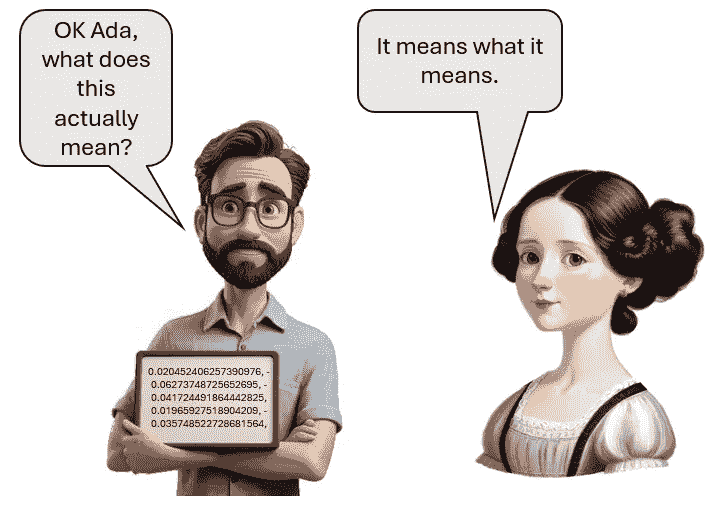 OK Ada,
what does
this
actually
mean?
It means what it
means.
0.020452406257390976, -
0.06273748725652695, -
0.041724491864442825,
0.01965927518904209, -
0.035748522728681564,